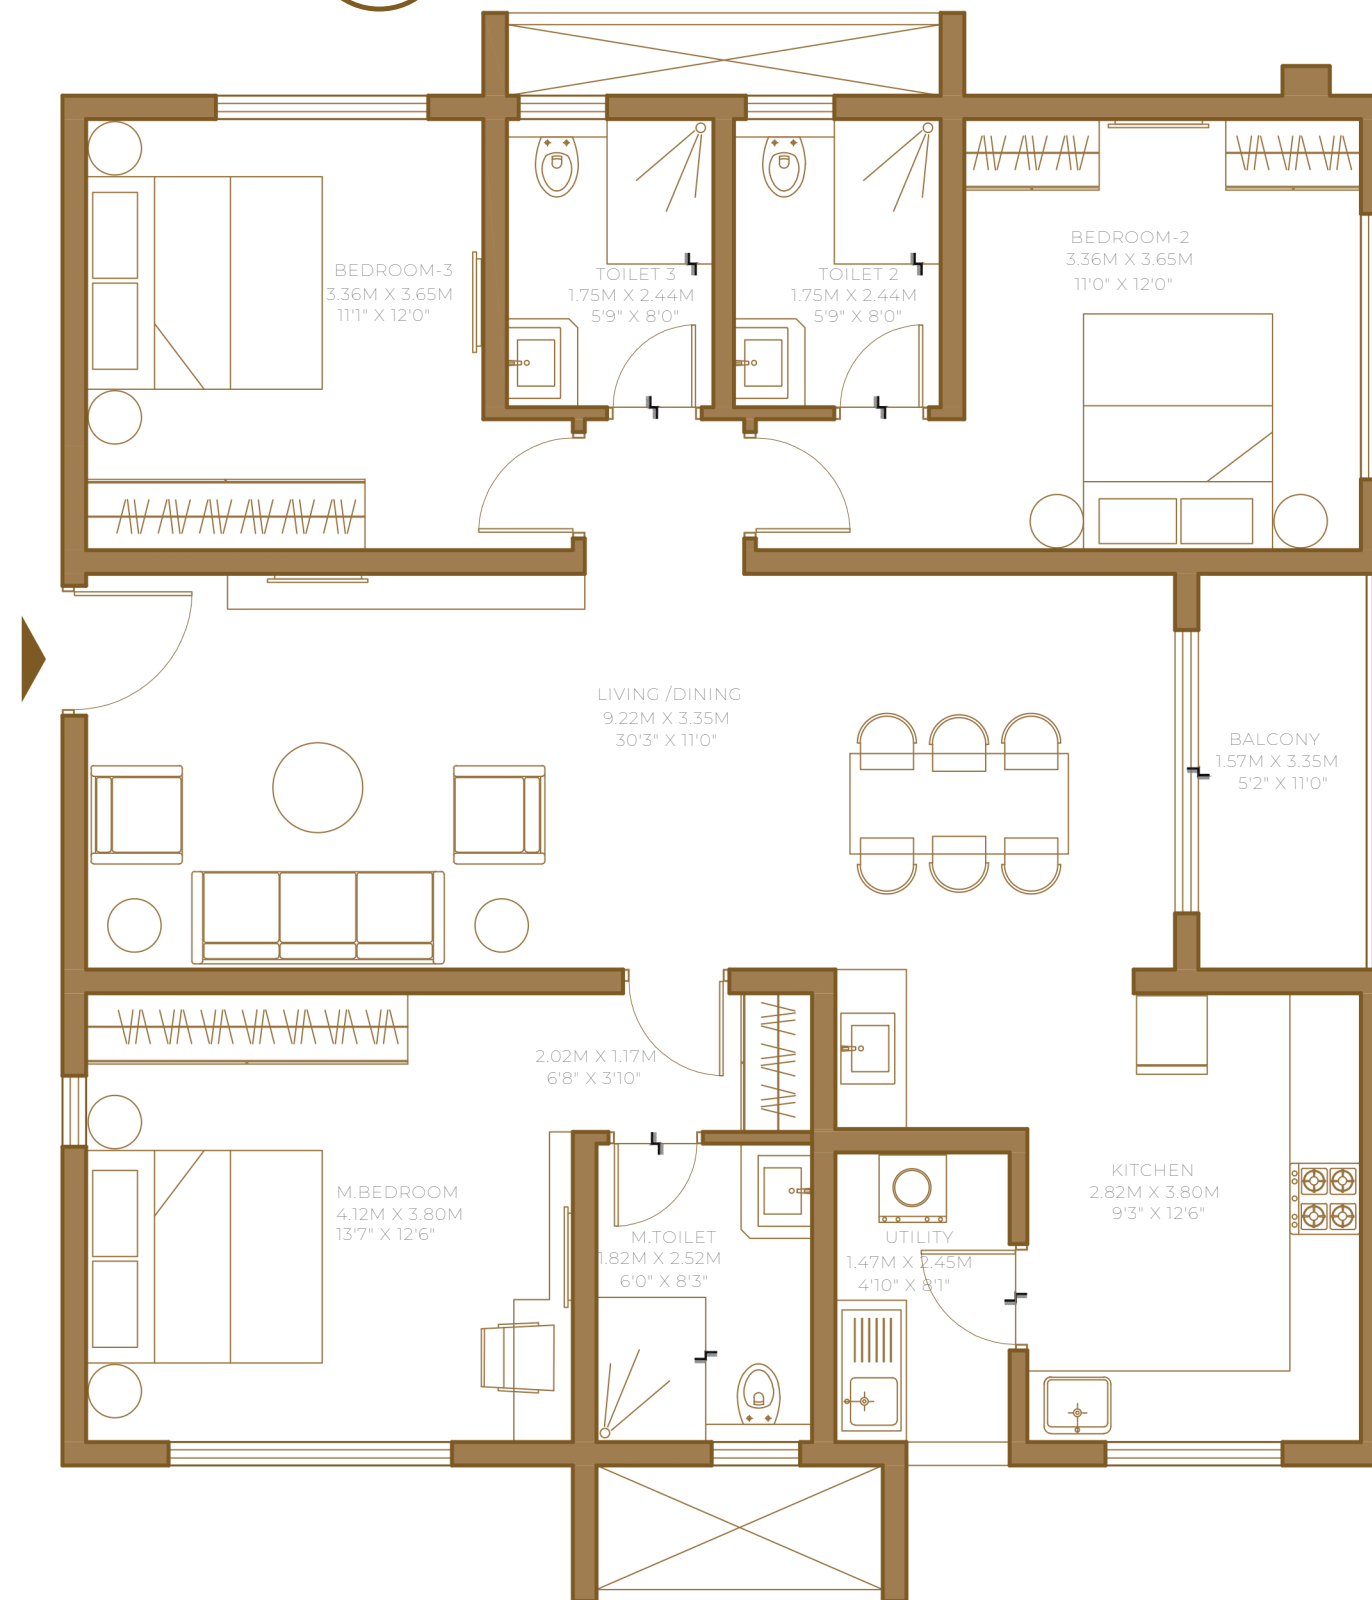 BEDROOM-3
3.36M X 3.65M
11'1" X 12'0"
TOILET 3
1.75M X 2.44M
5'9" X 8'0"
TOILET 2
1.75M X 2.44M
5'9" X 8'0"
BEDROOM-2
3.36M X 3.65M
11'0" X 12'0"
LIVING /DINING
9.22M X 3.35M
30'3" X 11'0"
BALCONY
1.57M X 3.35M
5'2" X 11'0"
2.02M X 1.17M
6'8" X 3'10"
M.BEDROOM
4.12M X 3.80M
13'7" X 12'6"
M.TOILET
1.82M X 2.52M
6'0" X 8'3"
UTILITY
1.47M X 2.45M
4'10" X 8'1"
KITCHEN
2.82M X 3.80M
9'3" X 12'6"